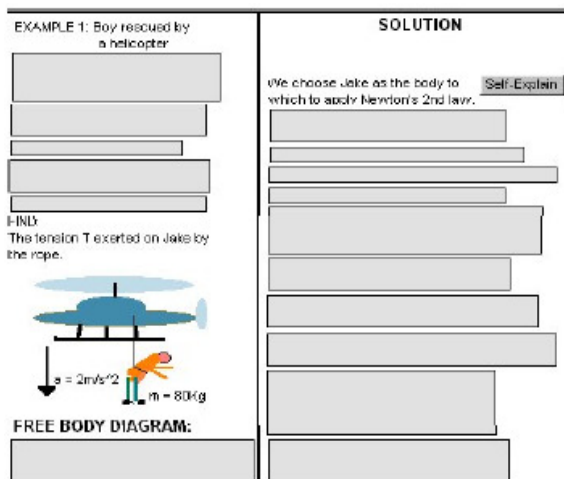 EXAMPLE 1: Boy rescued by
a helicopter
FIND:
The tension T exerted on Jake by
the rope.
a = 2m/s^2
m = 80Kg
FREE BODY DIAGRAM:
SOLUTION
We choose Jake as the body to
which to apply Newton's 2nd law.
Self-Explain